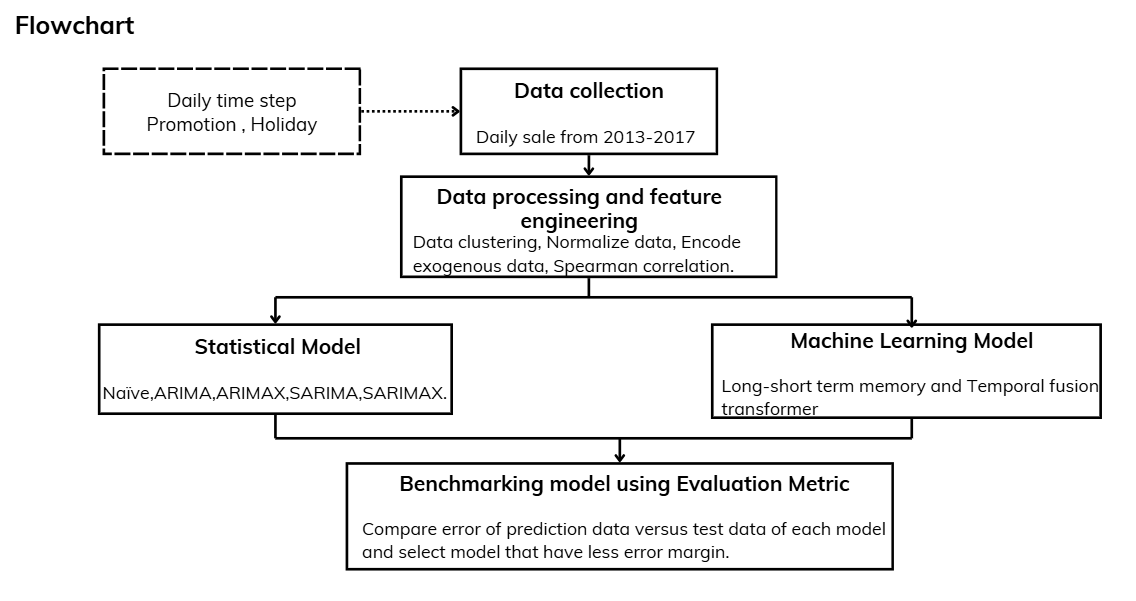 Flowchart
Daily time step
Promotion , Holiday
Data collection
Daily sale from 2013-2017
Data processing and feature
engineering
Data clustering, Normalize data, Encode
exogenous data, Spearman correlation.
Statistical Model
Naïve,ARIMA,ARIMAX,SARIMA,SARIMAX.
Machine Learning Model
Long-short term memory and Temporal fusion
transformer
Benchmarking model using Evaluation Metric
Compare error of prediction data versus test data of each model
and select model that have less error margin.